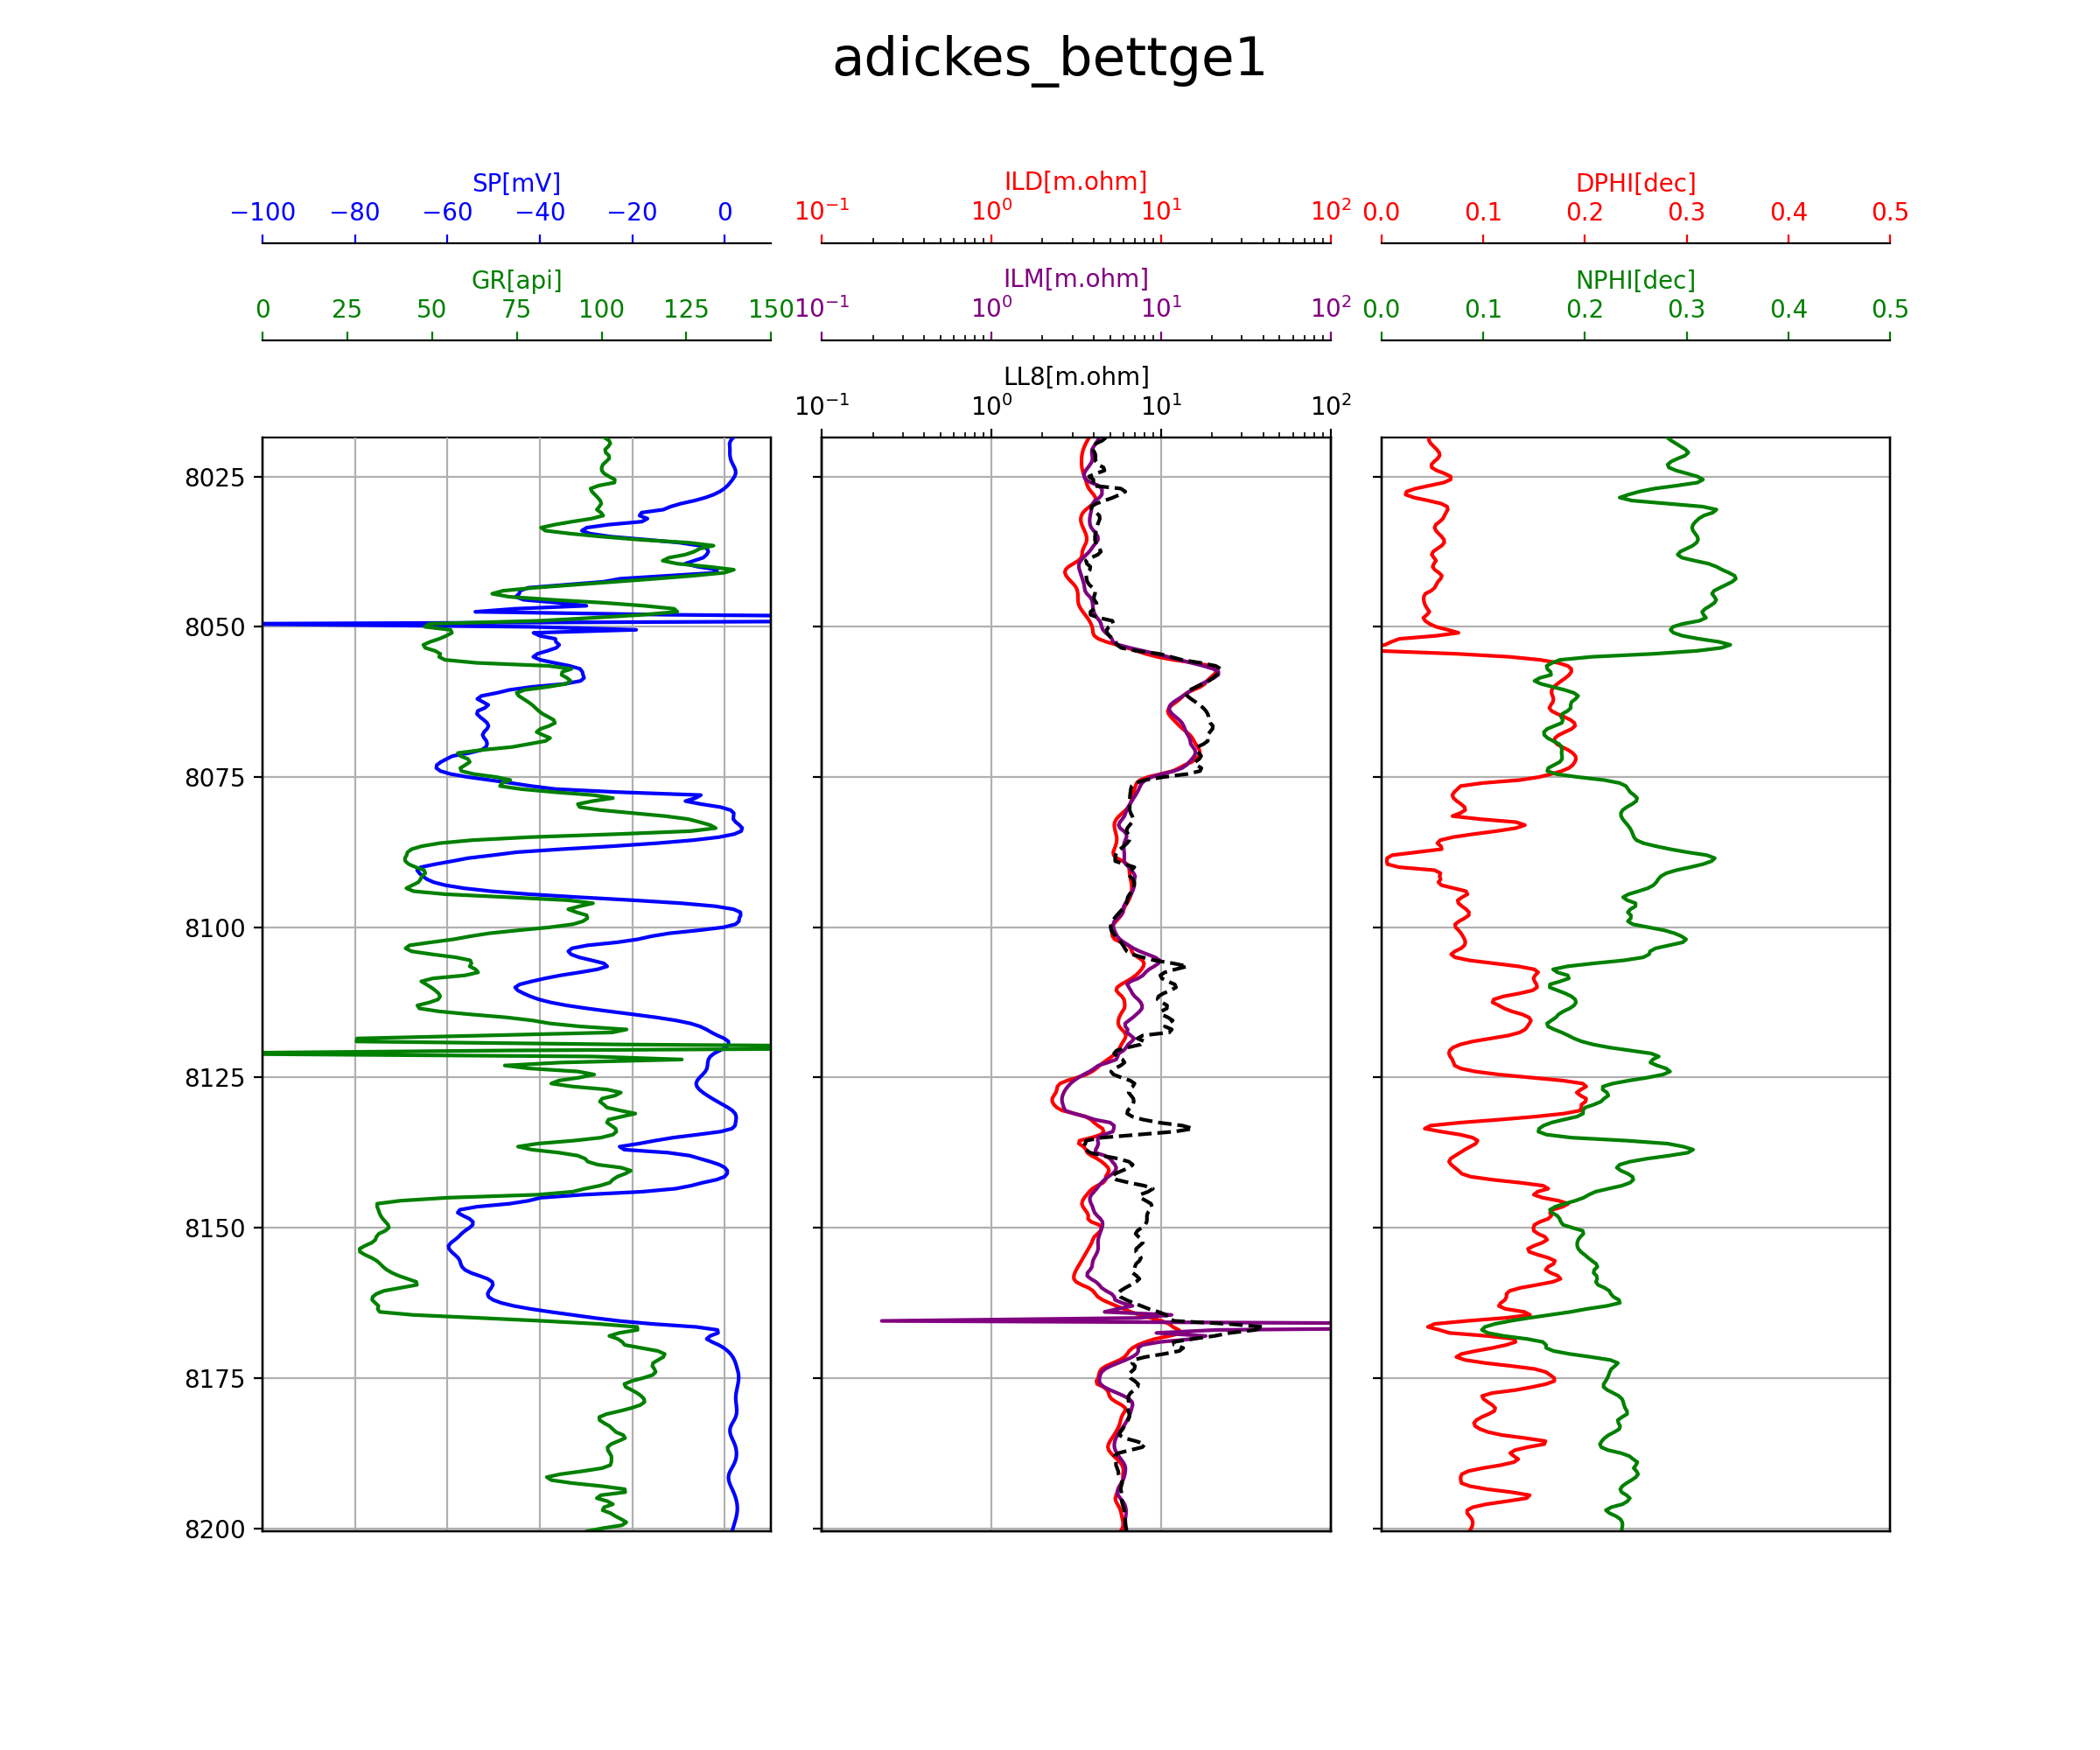 adickes_bettge1
SP[mV] ILD[m.ohm] DPHI[dec]
−100 −80 −60 −40 −20 0 10⁻¹ 10⁰ 10¹ 10² 0.0 0.1 0.2 0.3 0.4 0.5
GR[api] ILM[m.ohm] NPHI[dec]
0 25 50 75 100 125 150 10⁻¹ 10⁰ 10¹ 10² 0.0 0.1 0.2 0.3 0.4 0.5
LL8[m.ohm]
10⁻¹ 10⁰ 10¹ 10²
8025
8050
8075
8100
8125
8150
8175
8200